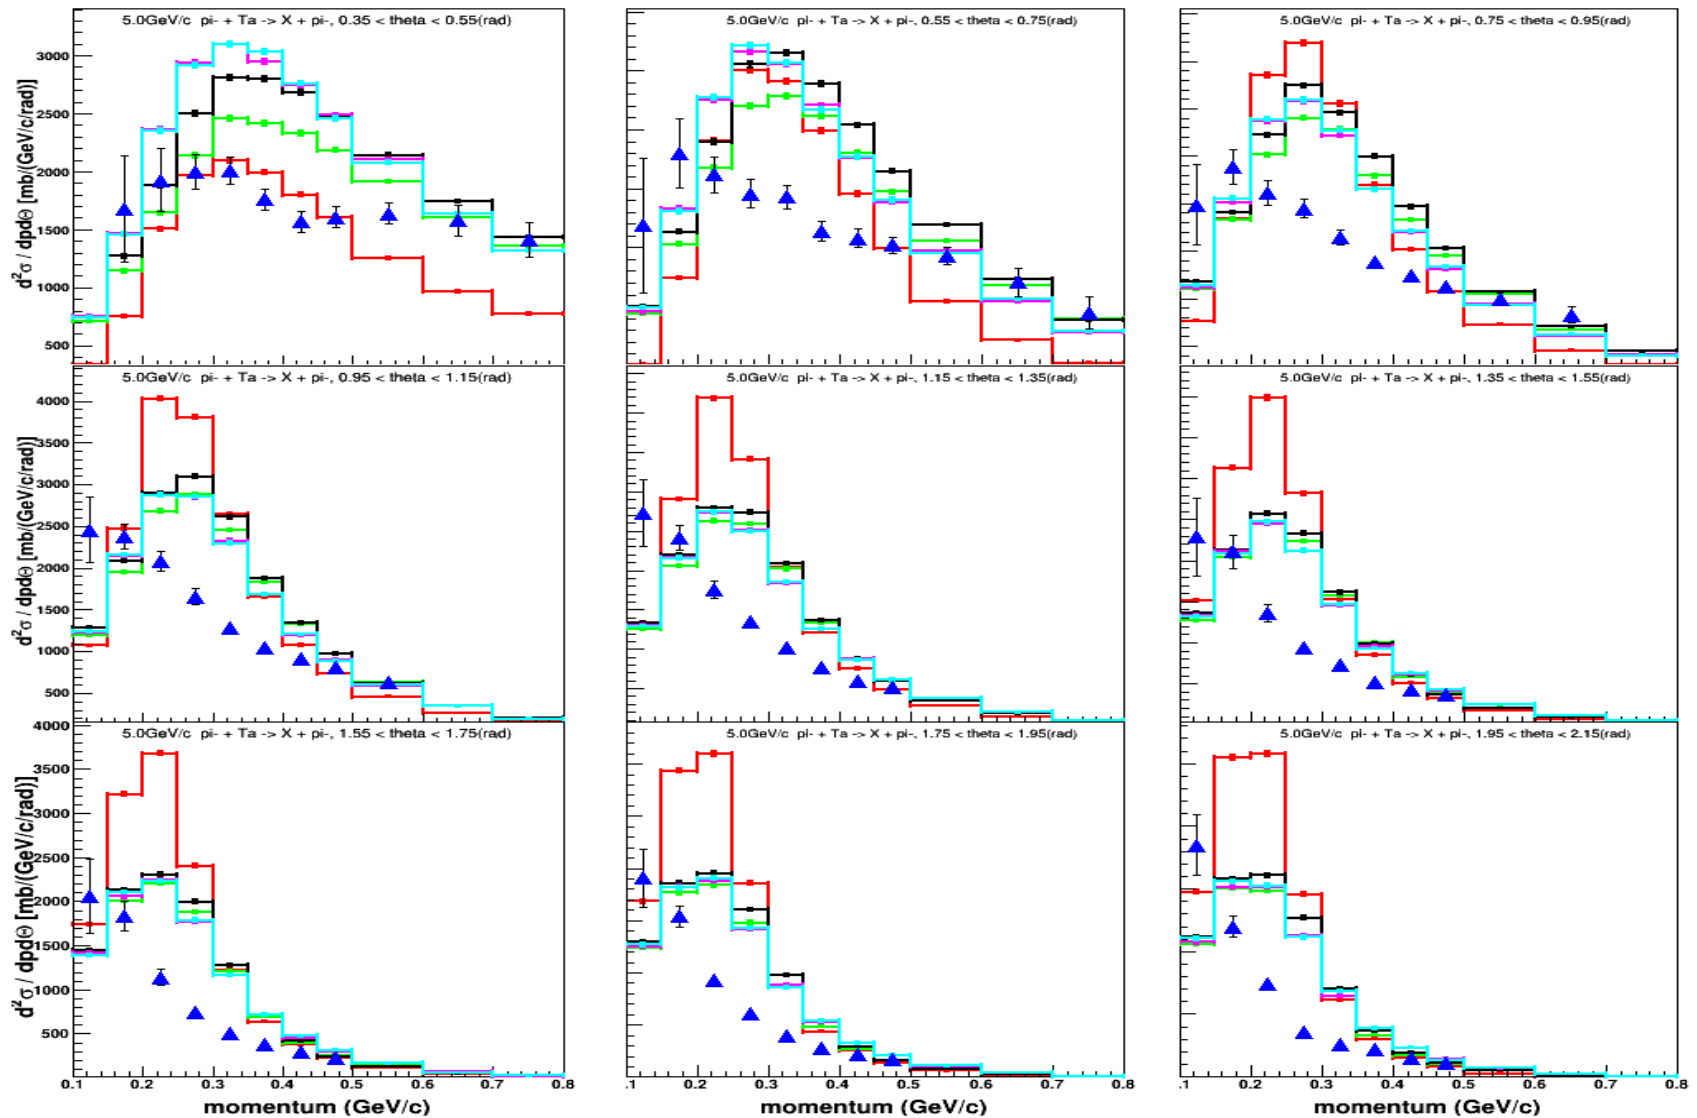 5.0GeV/c pi- + Ta -> X + pi-, 0.35 < theta < 0.55(rad)
5.0GeV/c pi- + Ta -> X + pi-, 0.55 < theta < 0.75(rad)
5.0GeV/c pi- + Ta -> X + pi-, 0.75 < theta < 0.95(rad)
d²σ / dpdΘ [mb/(GeV/c/rad)]
3000
2500
2000
1500
1000
500
5.0GeV/c pi- + Ta -> X + pi-, 0.95 < theta < 1.15(rad)
5.0GeV/c pi- + Ta -> X + pi-, 1.15 < theta < 1.35(rad)
5.0GeV/c pi- + Ta -> X + pi-, 1.35 < theta < 1.55(rad)
d²σ / dpdΘ [mb/(GeV/c/rad)]
4000
3500
3000
2500
2000
1500
1000
500
5.0GeV/c pi- + Ta -> X + pi-, 1.55 < theta < 1.75(rad)
5.0GeV/c pi- + Ta -> X + pi-, 1.75 < theta < 1.95(rad)
5.0GeV/c pi- + Ta -> X + pi-, 1.95 < theta < 2.15(rad)
d²σ / dpdΘ [mb/(GeV/c/rad)]
4000
3500
3000
2500
2000
1500
1000
500
0.1 0.2 0.3 0.4 0.5 0.6 0.7 0.8
.1 0.2 0.3 0.4 0.5 0.6 0.7 0.8
.1 0.2 0.3 0.4 0.5 0.6 0.7 0.8
momentum (GeV/c)
momentum (GeV/c)
momentum (GeV/c)